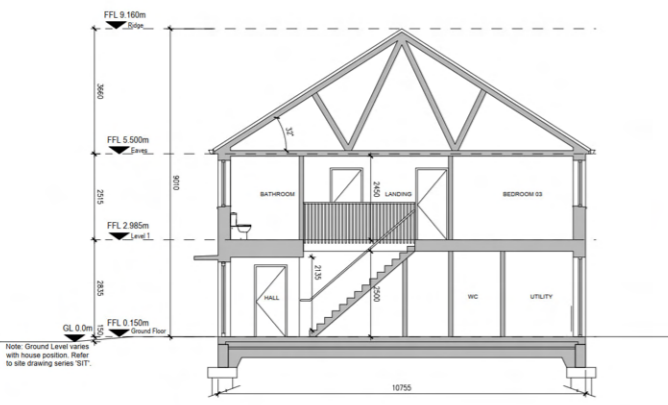 FFL 9.160m
Ridge
3660
32°
FFL 5.500m
Eaves
9010
2515
BATHROOM
2450
LANDING
BEDROOM 03
FFL 2.985m
Level 1
2835
2135
2500
HALL
WC
UTILITY
FFL 0.150m
Ground Floor
GL 0.0m
150
Note: Ground Level varies
with house position. Refer
to site drawing series 'SIT'.
10755